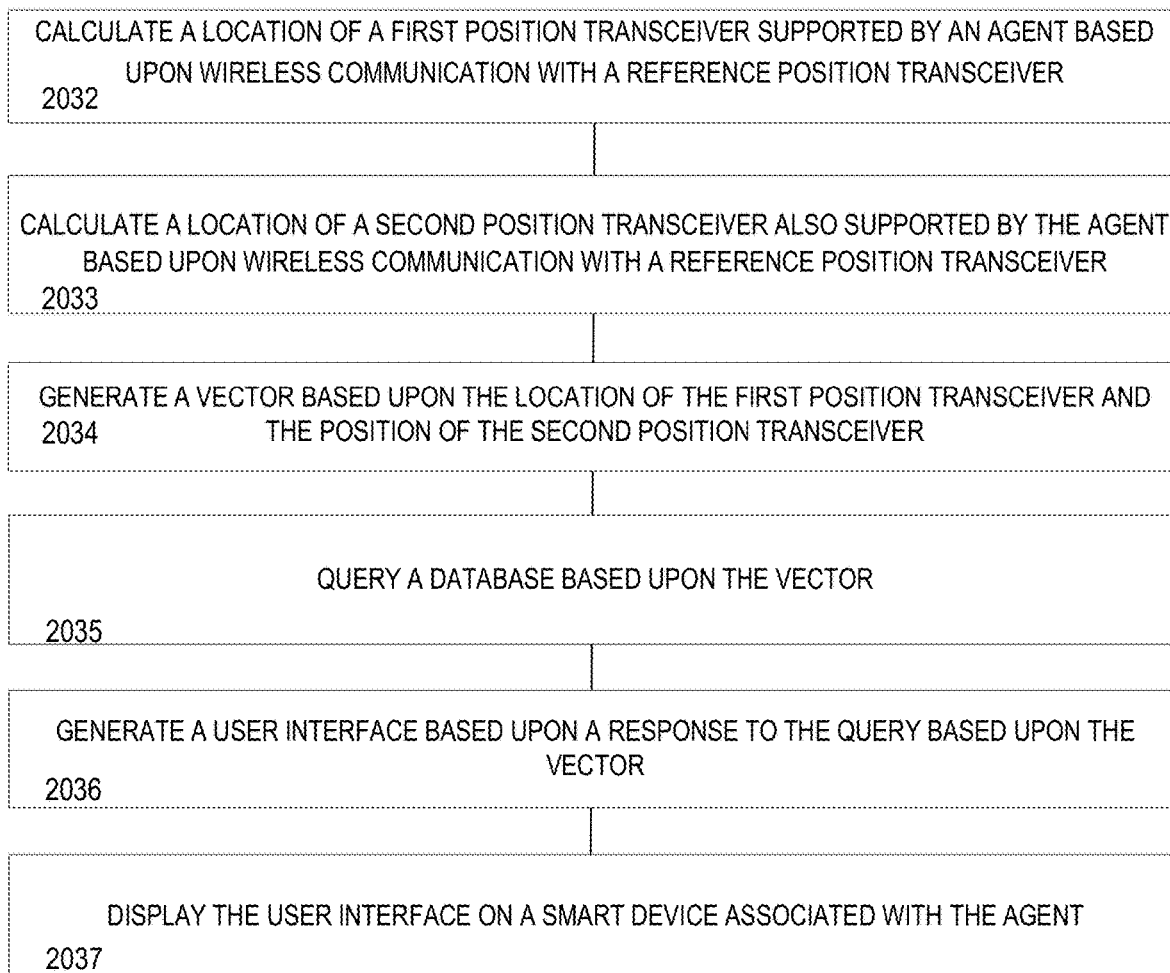 CALCULATE A LOCATION OF A FIRST POSITION TRANSCEIVER SUPPORTED BY AN AGENT BASED
UPON WIRELESS COMMUNICATION WITH A REFERENCE POSITION TRANSCEIVER
2032
CALCULATE A LOCATION OF A SECOND POSITION TRANSCEIVER ALSO SUPPORTED BY THE AGENT
BASED UPON WIRELESS COMMUNICATION WITH A REFERENCE POSITION TRANSCEIVER
2033
GENERATE A VECTOR BASED UPON THE LOCATION OF THE FIRST POSITION TRANSCEIVER AND
2034 THE POSITION OF THE SECOND POSITION TRANSCEIVER
QUERY A DATABASE BASED UPON THE VECTOR
2035
GENERATE A USER INTERFACE BASED UPON A RESPONSE TO THE QUERY BASED UPON THE
VECTOR
2036
DISPLAY THE USER INTERFACE ON A SMART DEVICE ASSOCIATED WITH THE AGENT
2037